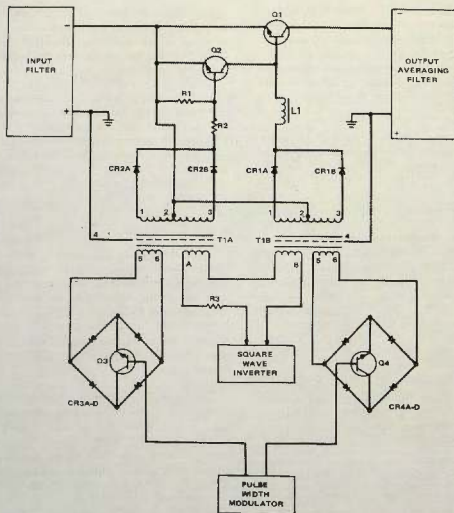 Q1
−
−
Q2
INPUT
FILTER
OUTPUT
AVERAGING
FILTER
R1
L1
+
+
R2
CR2A
CR2B
CR1A
CR1B
1
2
3
1
2
3
4
T1A
T1B
4
5
6
A
B
5
6
R3
Q3
SQUARE
WAVE
INVERTER
Q4
CR3A-D
CR4A-D
PULSE
WIDTH
MODULATOR